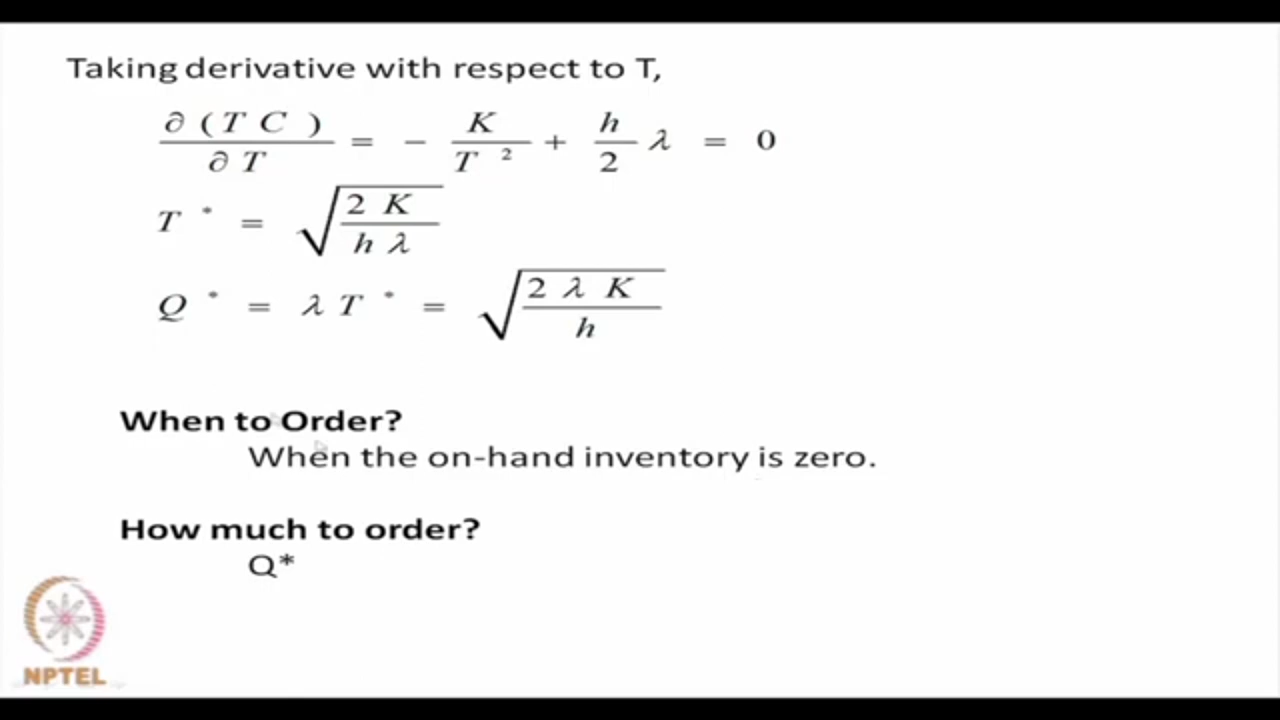 Taking derivative with respect to T,
∂(TC)/∂T = − K/T² + h/2 λ = 0
T* = √(2K/hλ)
Q* = λT* = √(2λK/h)
When to Order?
When the on-hand inventory is zero.
How much to order?
Q*
NPTEL